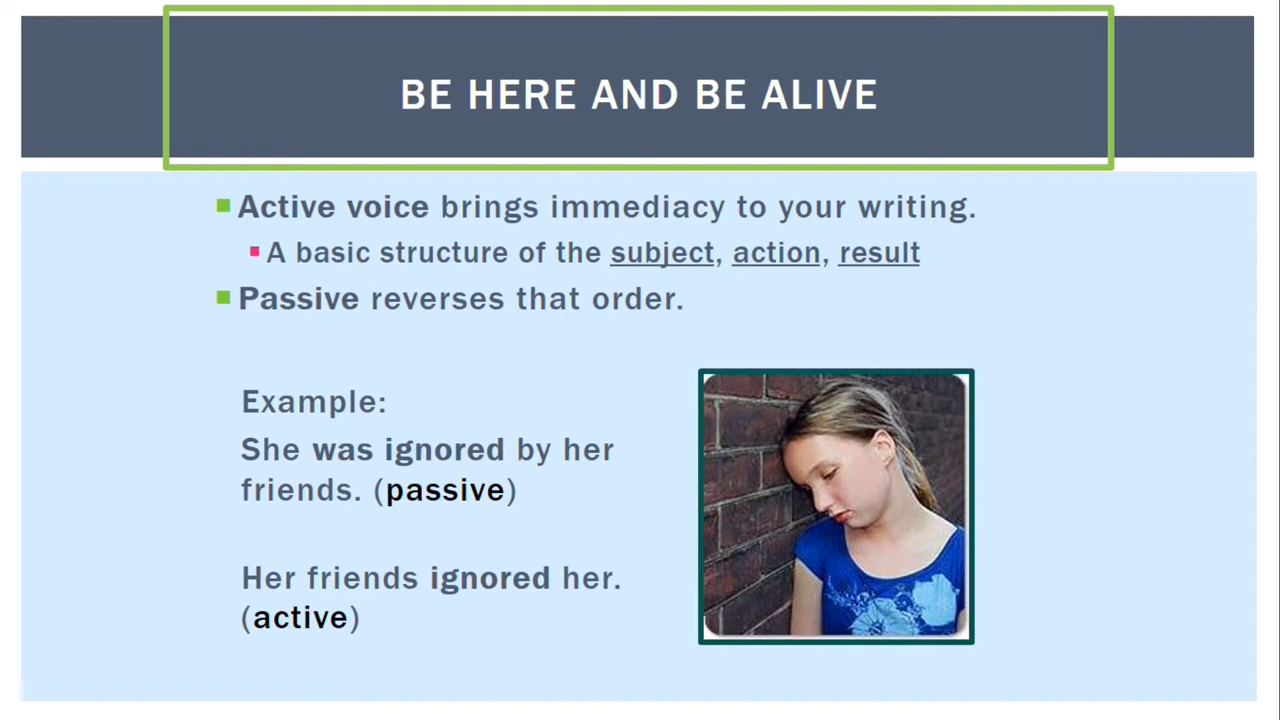 BE HERE AND BE ALIVE
Active voice brings immediacy to your writing.
A basic structure of the subject, action, result
Passive reverses that order.
Example:
She was ignored by her
friends. (passive)
Her friends ignored her.
(active)